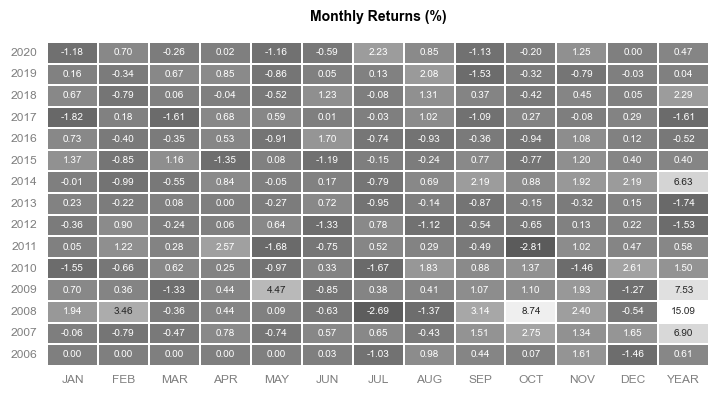 Monthly Returns (%)
2020 -1.18 0.70 -0.26 0.02 -1.16 -0.59 2.23 0.85 -1.13 -0.20 1.25 0.00 0.47
2019 0.16 -0.34 0.67 0.85 -0.86 0.05 0.13 2.08 -1.53 -0.32 -0.79 -0.03 0.04
2018 0.67 -0.79 0.06 -0.04 -0.52 1.23 -0.08 1.31 0.37 -0.42 0.45 0.05 2.29
2017 -1.82 0.18 -1.61 0.68 0.59 0.01 -0.03 1.02 -1.09 0.27 -0.08 0.29 -1.61
2016 0.73 -0.40 -0.35 0.53 -0.91 1.70 -0.74 -0.93 -0.36 -0.94 1.08 0.12 -0.52
2015 1.37 -0.85 1.16 -1.35 0.08 -1.19 -0.15 -0.24 0.77 -0.77 1.20 0.40 0.40
2014 -0.01 -0.99 -0.55 0.84 -0.05 0.17 -0.79 0.69 2.19 0.88 1.92 2.19 6.63
2013 0.23 -0.22 0.08 0.00 -0.27 0.72 -0.95 -0.14 -0.87 -0.15 -0.32 0.15 -1.74
2012 -0.36 0.90 -0.24 0.06 0.64 -1.33 0.78 -1.12 -0.54 -0.65 0.13 0.22 -1.53
2011 0.05 1.22 0.28 2.57 -1.68 -0.75 0.52 0.29 -0.49 -2.81 1.02 0.47 0.58
2010 -1.55 -0.66 0.62 0.25 -0.97 0.33 -1.67 1.83 0.88 1.37 -1.46 2.61 1.50
2009 0.70 0.36 -1.33 0.44 4.47 -0.85 0.38 0.41 1.07 1.10 1.93 -1.27 7.53
2008 1.94 3.46 -0.36 0.44 0.09 -0.63 -2.69 -1.37 3.14 8.74 2.40 -0.54 15.09
2007 -0.06 -0.79 -0.47 0.78 -0.74 0.57 0.65 -0.43 1.51 2.75 1.34 1.65 6.90
2006 0.00 0.00 0.00 0.00 0.00 0.03 -1.03 0.98 0.44 0.07 1.61 -1.46 0.61
JAN FEB MAR APR MAY JUN JUL AUG SEP OCT NOV DEC YEAR